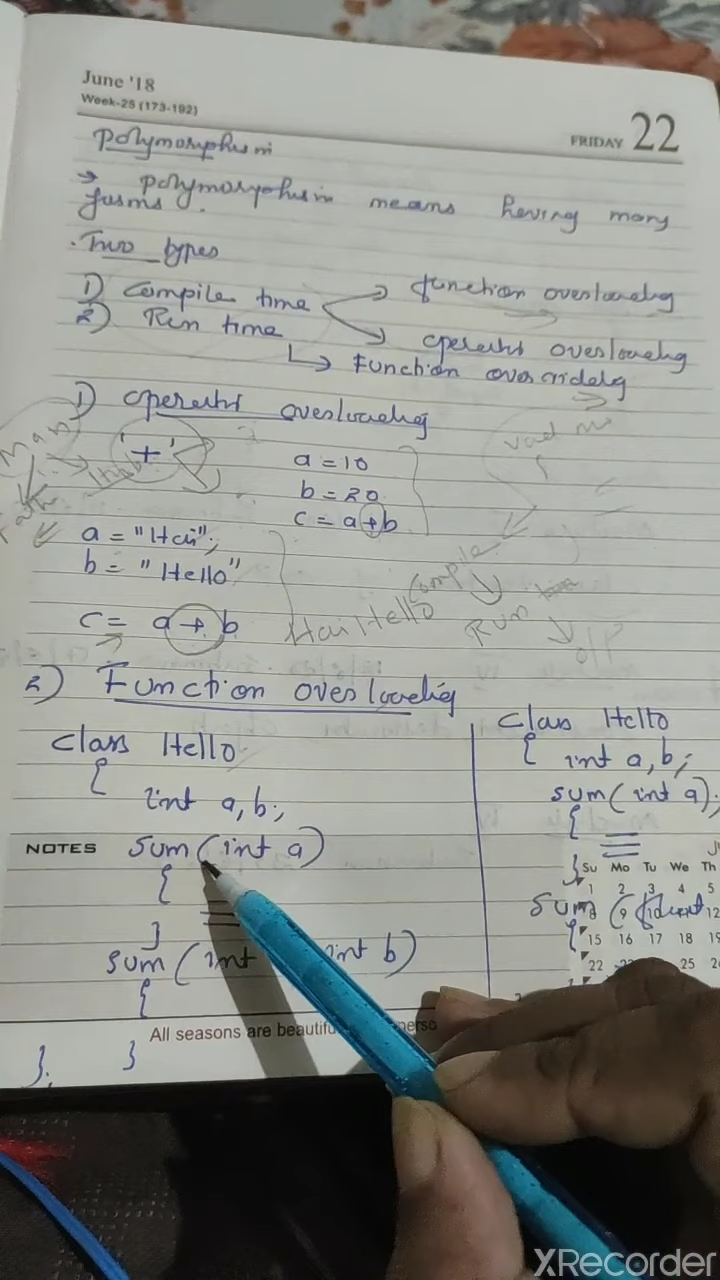 June '18
Week-25 (173-192)
FRIDAY 22
Polymorphism
→ polymorphism means having many
forms.
. Two types
1) Compile time → function overloading
2) Run time → operator overloading
↳ Function overriding
1) operator overloading
'+'
a = 10
b = 20
c = a + b
a = "Hai";
b = "Hello"
c = a + b
HaiHello
Compile
Run time
o/p
2) Function overloading
class Hello
{
int a, b;
NOTES sum (int a)
{
}
sum (int int b)
{
All seasons are beautifu
}
};
class Hello
{ int a, b;
sum (int a);
{
}
Su Mo Tu We Th
1 2 3 4 5
sum (
9 12
{
15 16 17 18 19
22 25
XRecorder